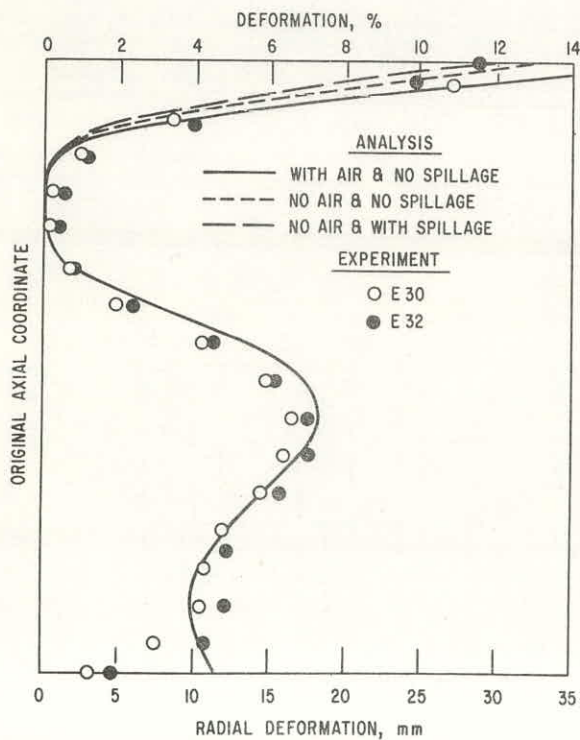 DEFORMATION, %
0 2 4 6 8 10 12 14
ANALYSIS
WITH AIR & NO SPILLAGE
NO AIR & NO SPILLAGE
NO AIR & WITH SPILLAGE
EXPERIMENT
E 30
E 32
ORIGINAL AXIAL COORDINATE
0 5 10 15 20 25 30 35
RADIAL DEFORMATION, mm